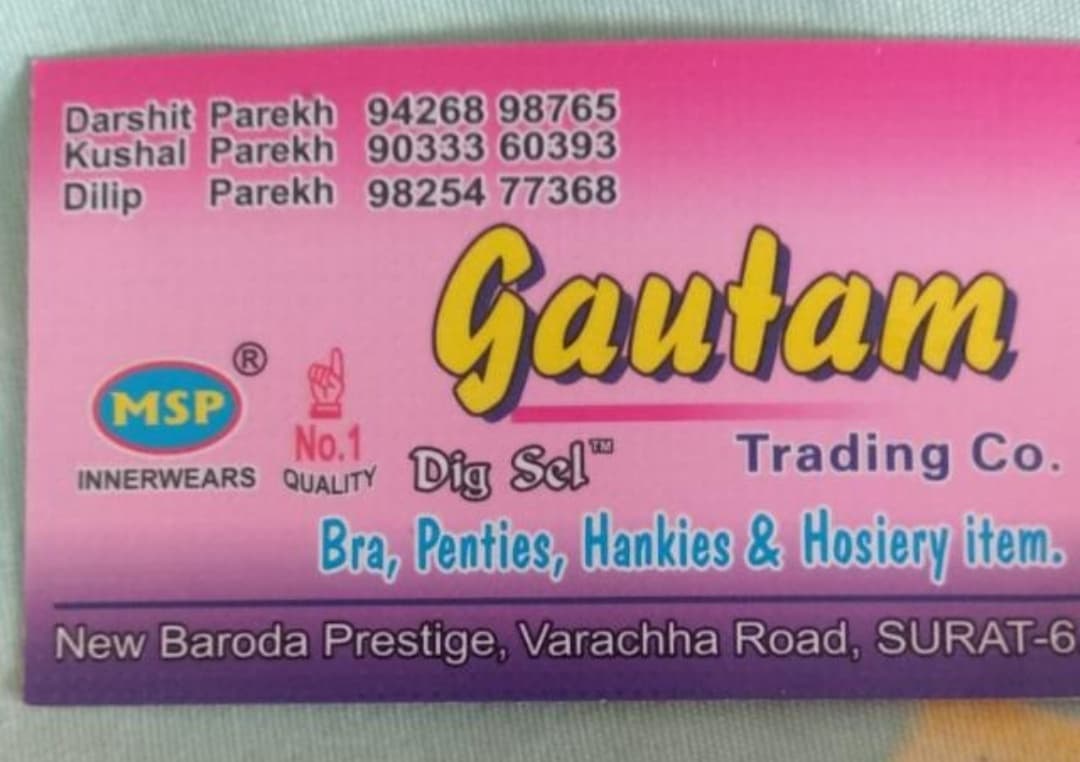 Darshit Parekh 94268 98765
Kushal Parekh 90333 60393
Dilip Parekh 98254 77368
Gautam
Trading Co.
MSP ®
INNERWEARS
No.1
QUALITY
Dig Sel™
Bra, Penties, Hankies & Hosiery item.
New Baroda Prestige, Varachha Road, SURAT-6